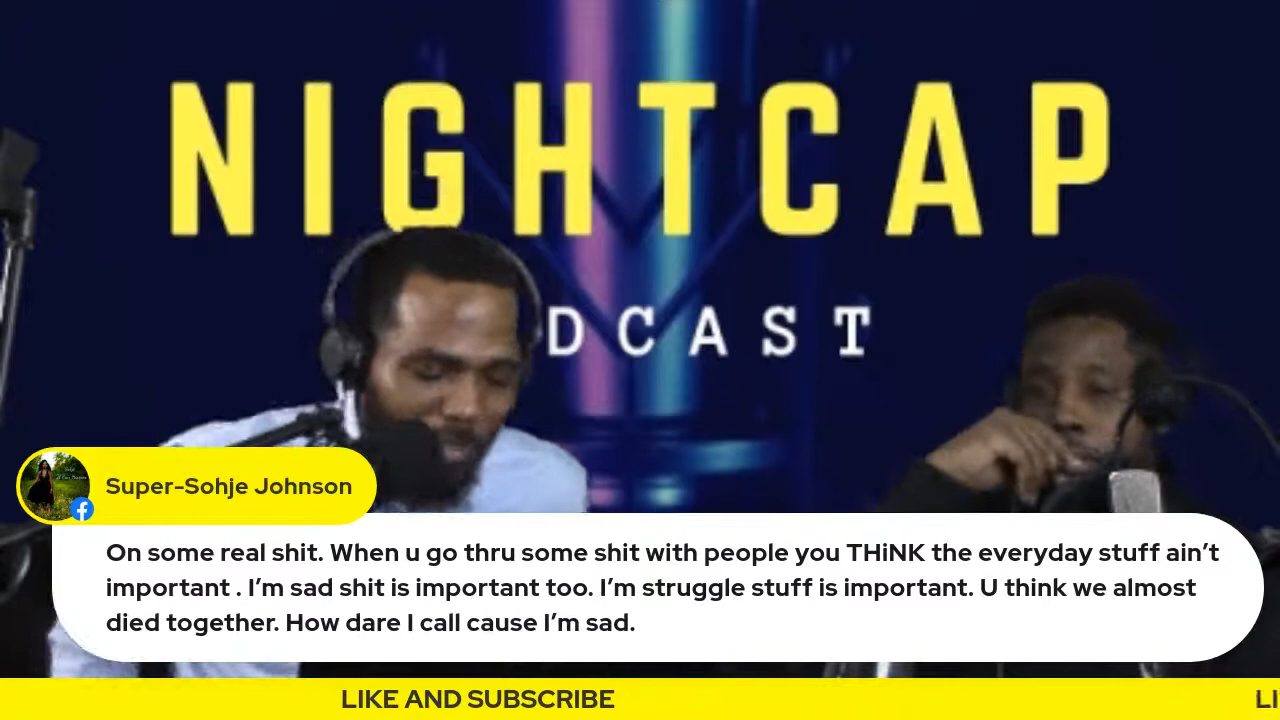 NIGHTCAP
DCAST
Super-Sohje Johnson
On some real shit. When u go thru some shit with people you THiNK the everyday stuff ain't
important . I'm sad shit is important too. I'm struggle stuff is important. U think we almost
died together. How dare I call cause I'm sad.
LIKE AND SUBSCRIBE
LI